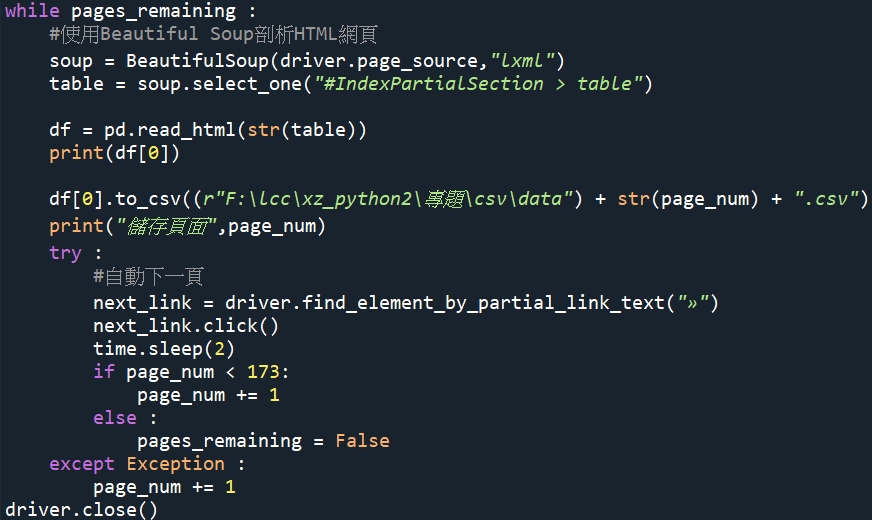 while pages_remaining :
    #使用Beautiful Soup剖析HTML網頁
    soup = BeautifulSoup(driver.page_source,"lxml")
    table = soup.select_one("#IndexPartialSection > table")

    df = pd.read_html(str(table))
    print(df[0])

    df[0].to_csv((r"F:\lcc\xz_python2\專題\csv\data") + str(page_num) + ".csv")
    print("儲存頁面",page_num)
    try :
        #自動下一頁
        next_link = driver.find_element_by_partial_link_text("»")
        next_link.click()
        time.sleep(2)
        if page_num < 173:
            page_num += 1
        else :
            pages_remaining = False
    except Exception :
        page_num += 1
driver.close()